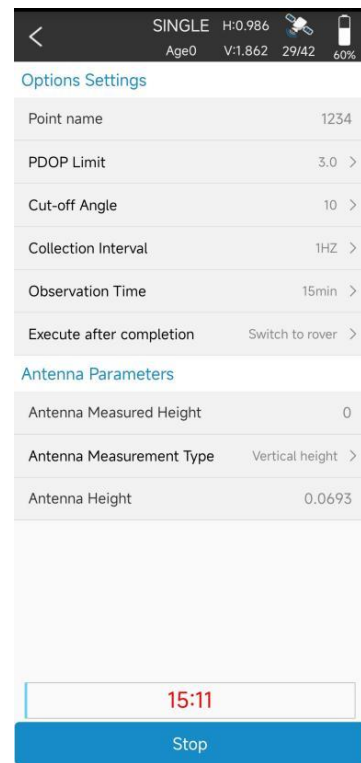 SINGLE H:0.986
Age0 V:1.862 29/42 60%
Options Settings
Point name 1234
PDOP Limit 3.0
Cut-off Angle 10
Collection Interval 1HZ
Observation Time 15min
Execute after completion Switch to rover
Antenna Parameters
Antenna Measured Height 0
Antenna Measurement Type Vertical height
Antenna Height 0.0693
15:11
Stop